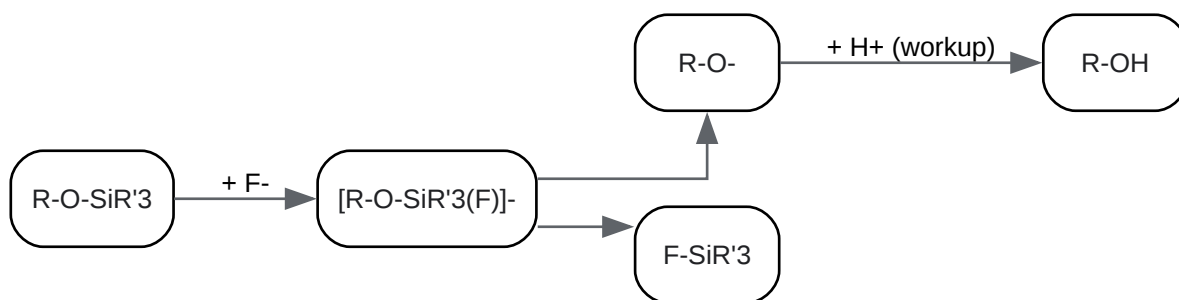 R-O-
+ H+ (workup)
R-OH
R-O-SiR'3
+ F-
[R-O-SiR'3(F)]-
F-SiR'3